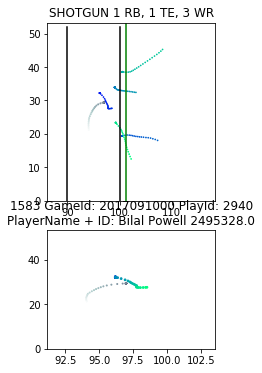 SHOTGUN 1 RB, 1 TE, 3 WR
50
40
30
20
10
0
90 100 110
1583 GameId: 2017091000 PlayId: 2940
PlayerName + ID: Bilal Powell 2495328.0
40
20
0
92.5 95.0 97.5 100.0 102.5